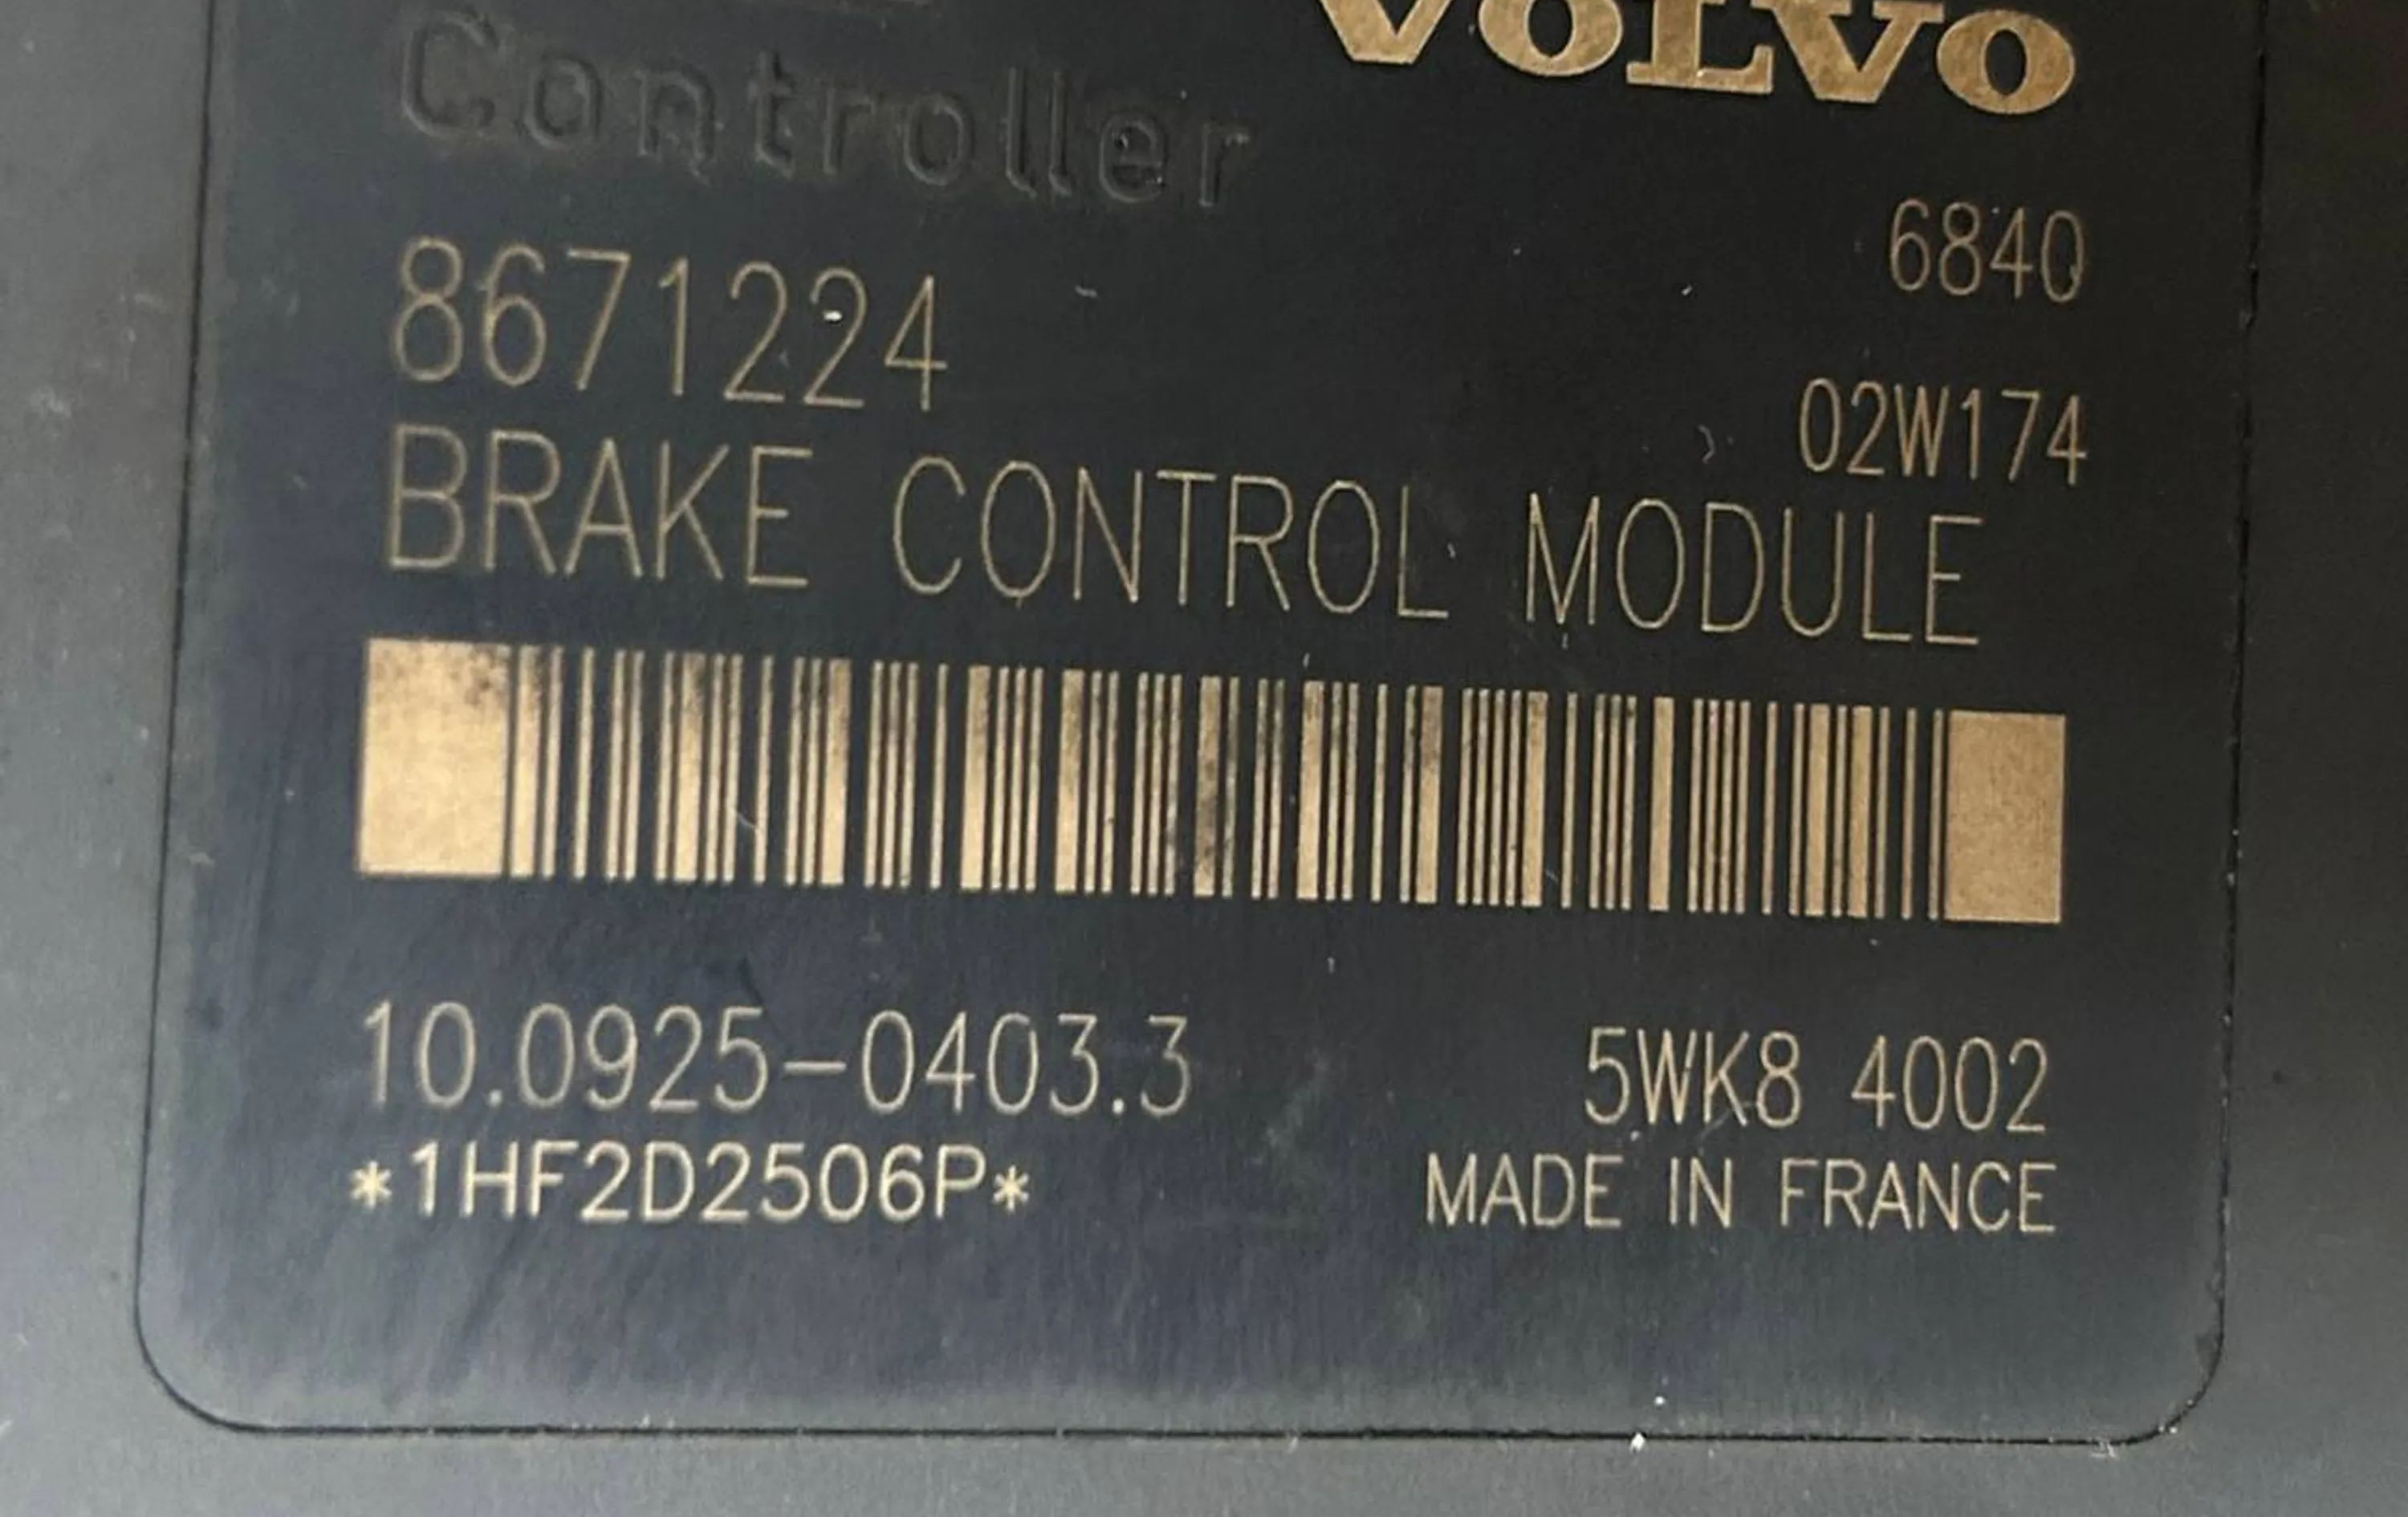 VOLVO
Controller
6840
8671224
02W174
BRAKE CONTROL MODULE
10.0925-0403.3
5WK8 4002
*1HF2D2506P*
MADE IN FRANCE